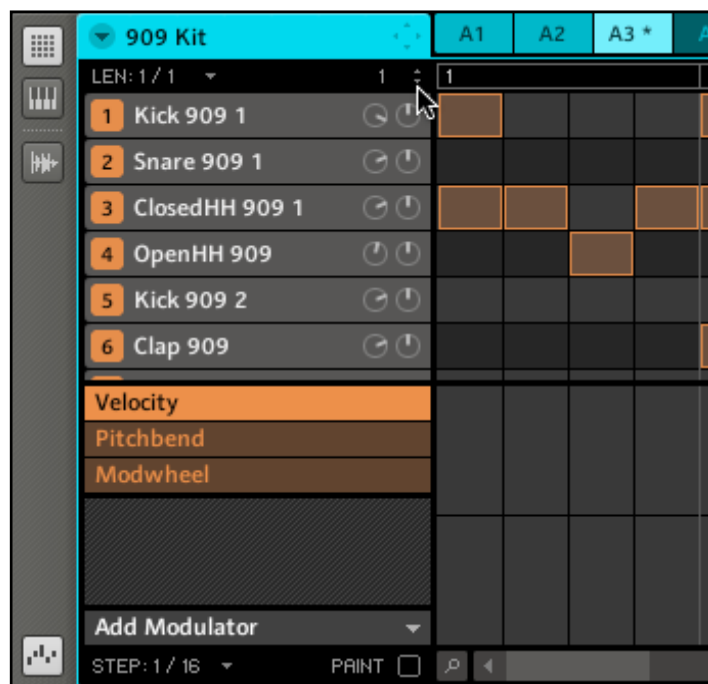 909 Kit
A1 A2 A3 *
LEN: 1 / 1 1 1
1 Kick 909 1
2 Snare 909 1
3 ClosedHH 909 1
4 OpenHH 909
5 Kick 909 2
6 Clap 909
Velocity
Pitchbend
Modwheel
Add Modulator
STEP: 1 / 16 PAINT